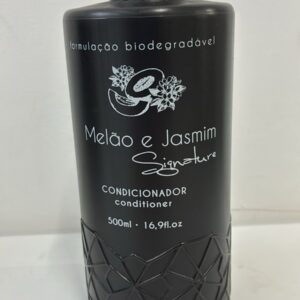 formulação biodegradável
Melão e Jasmim
Signature
CONDICIONADOR
conditioner
500ml • 16,9fl.oz